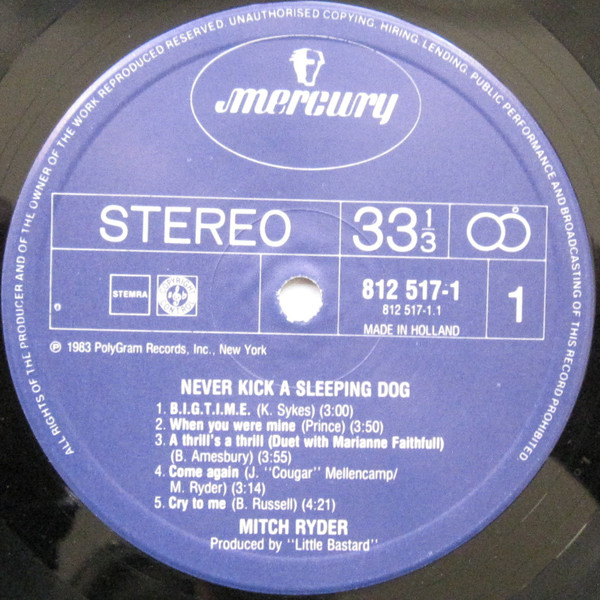 ALL RIGHTS OF THE PRODUCER AND OF THE OWNER OF THE WORK REPRODUCED RESERVED. UNAUTHORISED COPYING, HIRING, LENDING, PUBLIC PERFORMANCE AND BROADCASTING OF THIS RECORD PROHIBITED
mercury
STEREO
33 1/3
STEMRA
812 517-1
812 517-1.1
MADE IN HOLLAND
1
℗ 1983 PolyGram Records, Inc., New York
NEVER KICK A SLEEPING DOG
1. B.I.G.T.I.M.E. (K. Sykes) (3:00)
2. When you were mine (Prince) (3:50)
3. A thrill's a thrill (Duet with Marianne Faithfull)
(B. Amesbury) (3:55)
4. Come again (J. "Cougar" Mellencamp/
M. Ryder) (3:14)
5. Cry to me (B. Russell) (4:21)
MITCH RYDER
Produced by "Little Bastard"